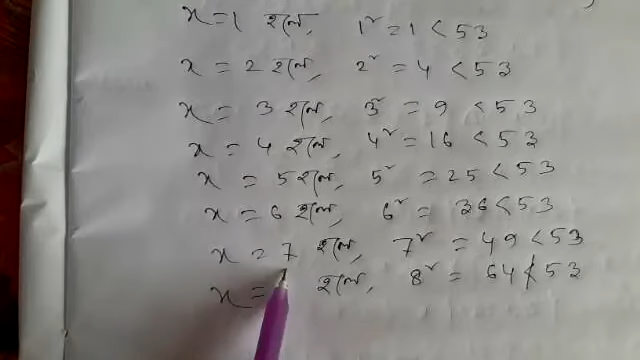 x=1 হলে, 1² = 1 < 53
x = 2 হলে, 2² = 4 < 53
x = 3 হলে, 3² = 9 < 53
x = 4 হলে, 4² = 16 < 53
x = 5 হলে, 5² = 25 < 53
x = 6 হলে, 6² = 36 < 53
x = 7 হলে, 7² = 49 < 53
x = হলে, 8² = 64 ≮ 53